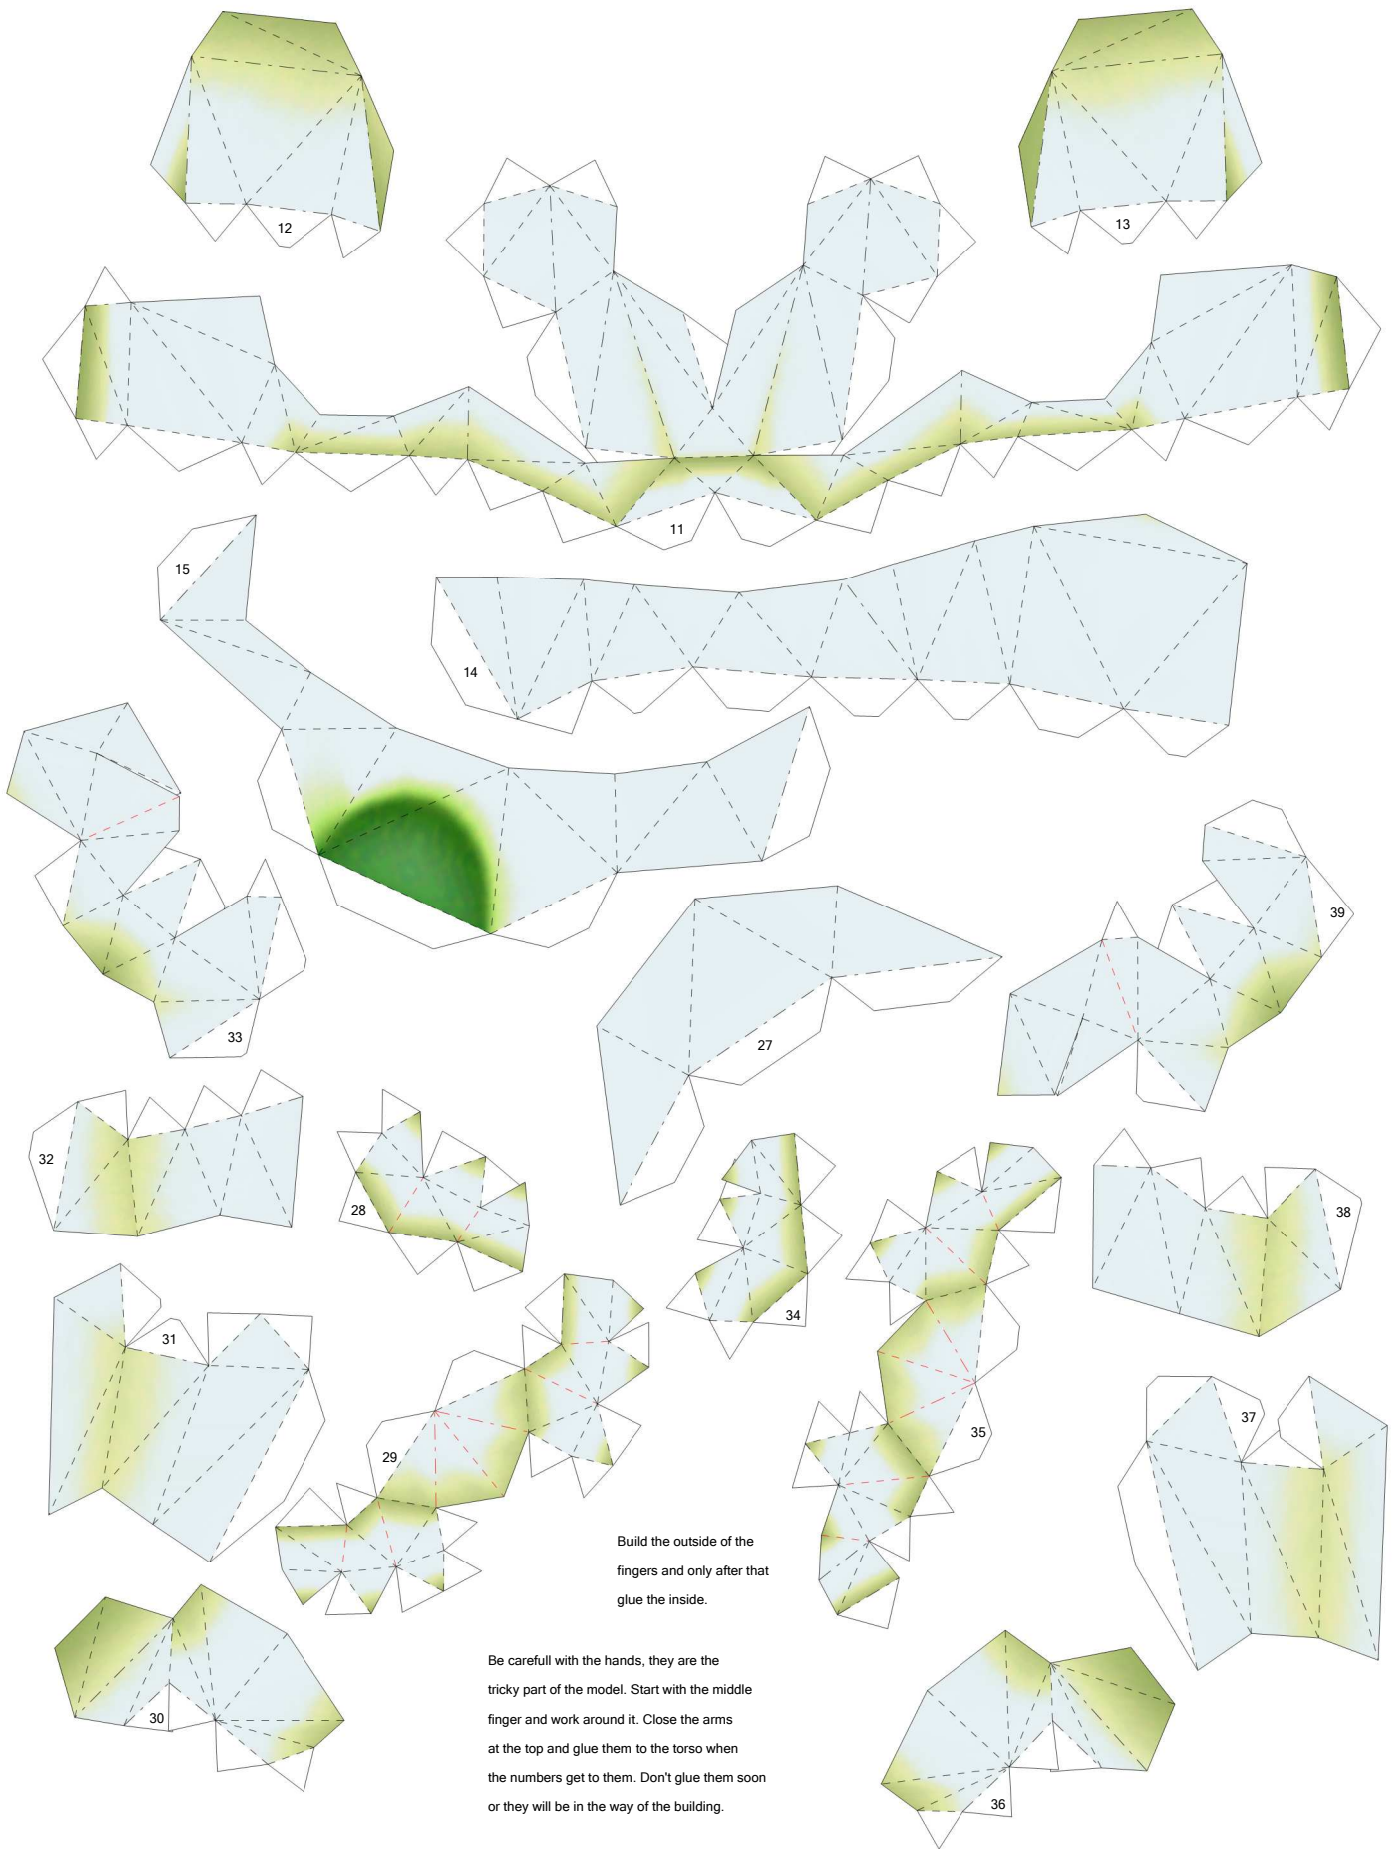 12
13
11
15
14
39
33
27
32
28
34
38
31
37
29
35
Build the outside of the
fingers and only after that
glue the inside.
Be carefull with the hands, they are the
tricky part of the model. Start with the middle
finger and work around it. Close the arms
at the top and glue them to the torso when
the numbers get to them. Don't glue them soon
or they will be in the way of the building.
30
36